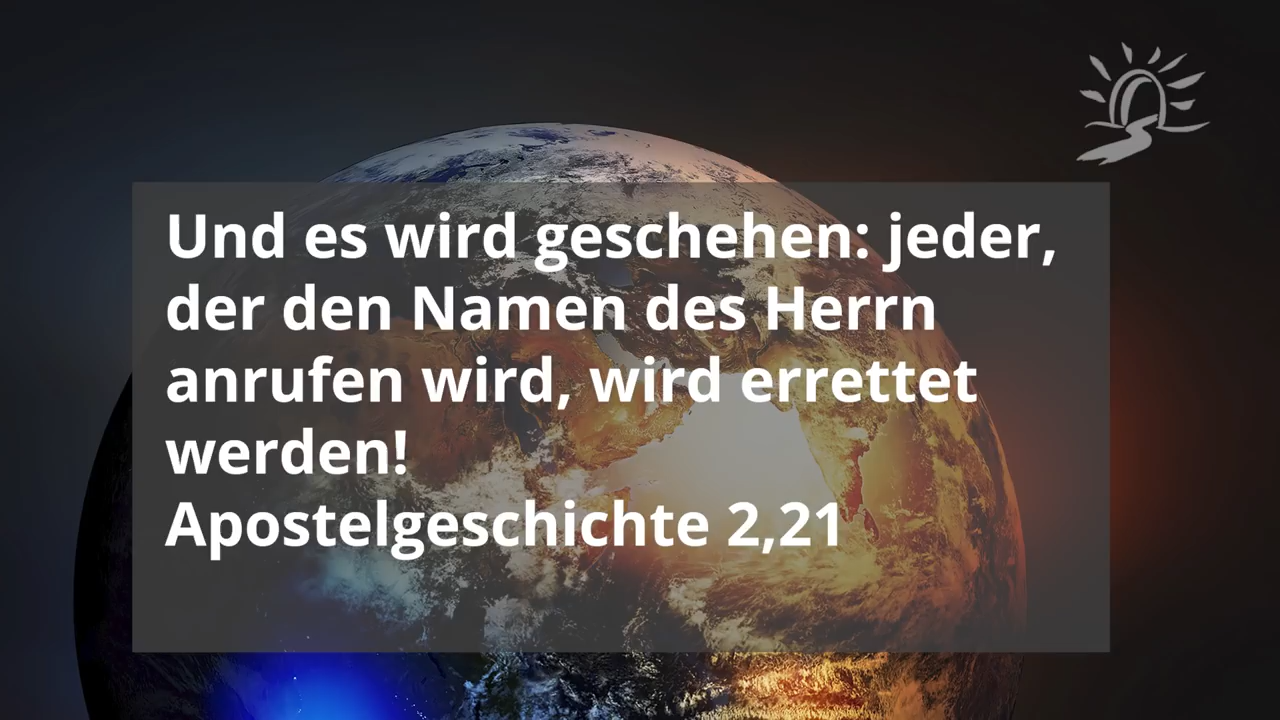 Und es wird geschehen: jeder,
der den Namen des Herrn
anrufen wird, wird errettet
werden!
Apostelgeschichte 2,21